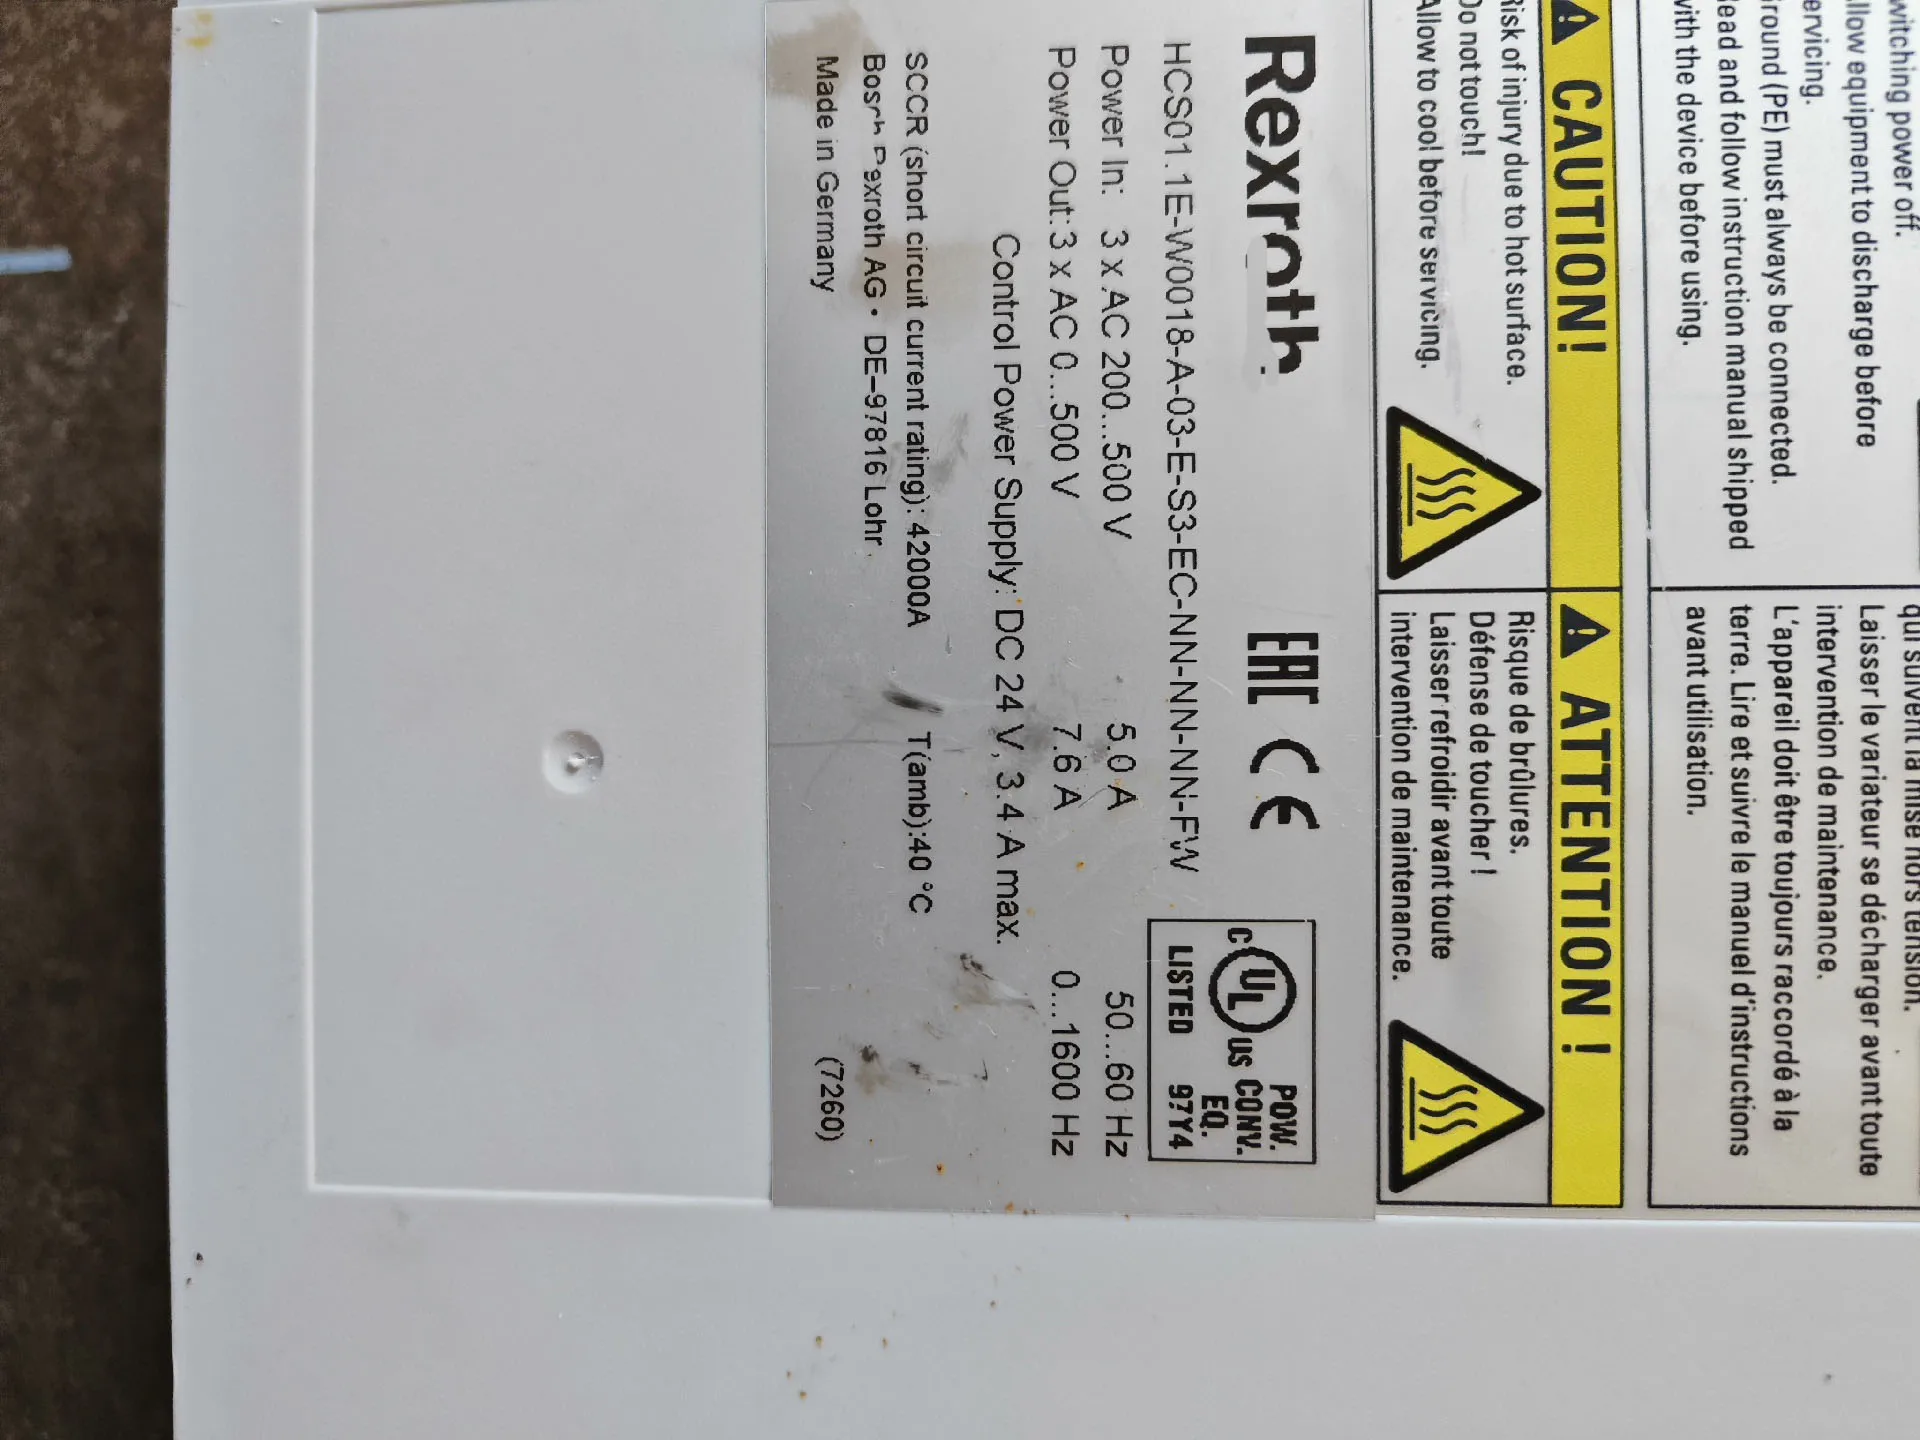 witching power off.
llow equipment to discharge before
ervicing.
round (PE) must always be connected.
ead and follow instruction manual shipped
with the device before using.
qui suivent la mise hors tension.
Laisser le variateur se décharger avant toute
intervention de maintenance.
L'appareil doit être toujours raccordé à la
terre. Lire et suivre le manuel d'instructions
avant utilisation.
CAUTION!
Risk of injury due to hot surface.
Do not touch!
Allow to cool before servicing.
ATTENTION !
Risque de brûlures.
Défense de toucher !
Laisser refroidir avant toute
intervention de maintenance.
Rexroth
EAC CE
C UL US
LISTED
POW.
CONV.
EQ.
97Y4
HCS01.1E-W0018-A-03-E-S3-EC-NN-NN-NN-FW
Power In: 3 x AC 200...500 V 5.0 A 50...60 Hz
Power Out: 3 x AC 0...500 V 7.6 A 0...1600 Hz
Control Power Supply: DC 24 V, 3.4 A max.
SCCR (short circuit current rating): 42000A T(amb):40 °C
Bosch Rexroth AG • DE–97816 Lohr
Made in Germany (7260)